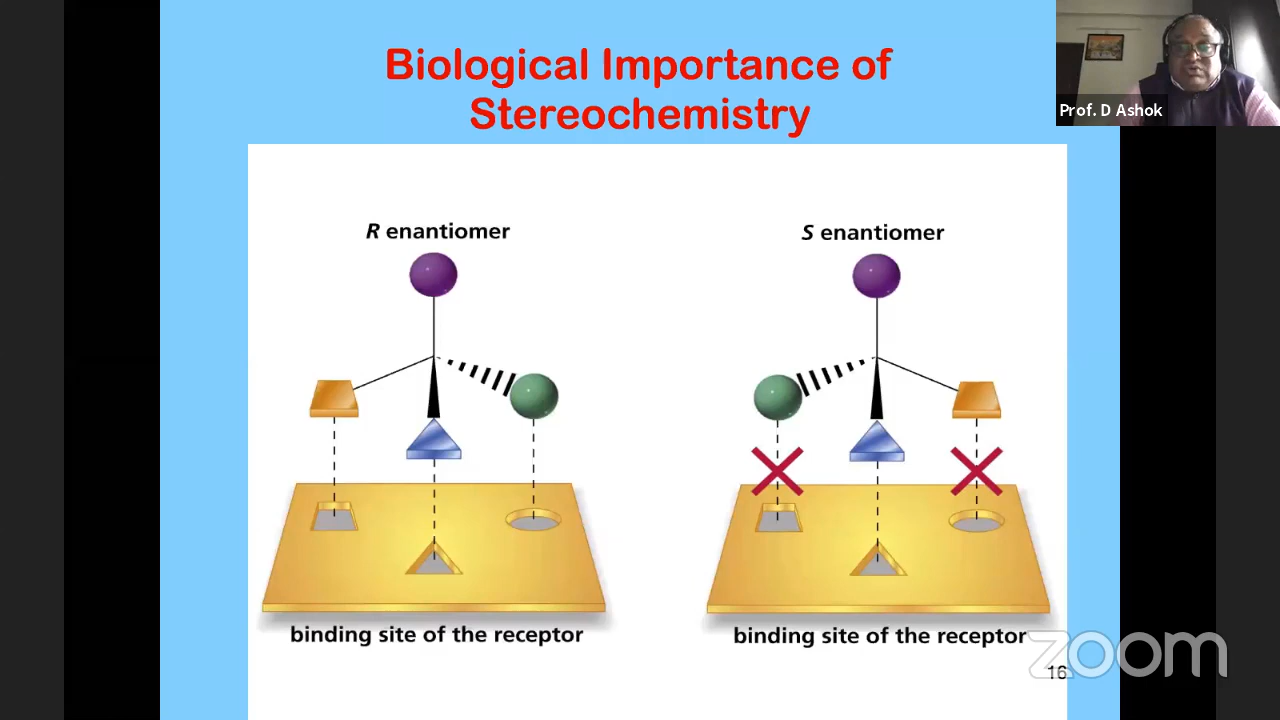 Biological Importance of
Stereochemistry
Prof. D Ashok
R enantiomer
S enantiomer
binding site of the receptor
binding site of the receptor
zoom
16